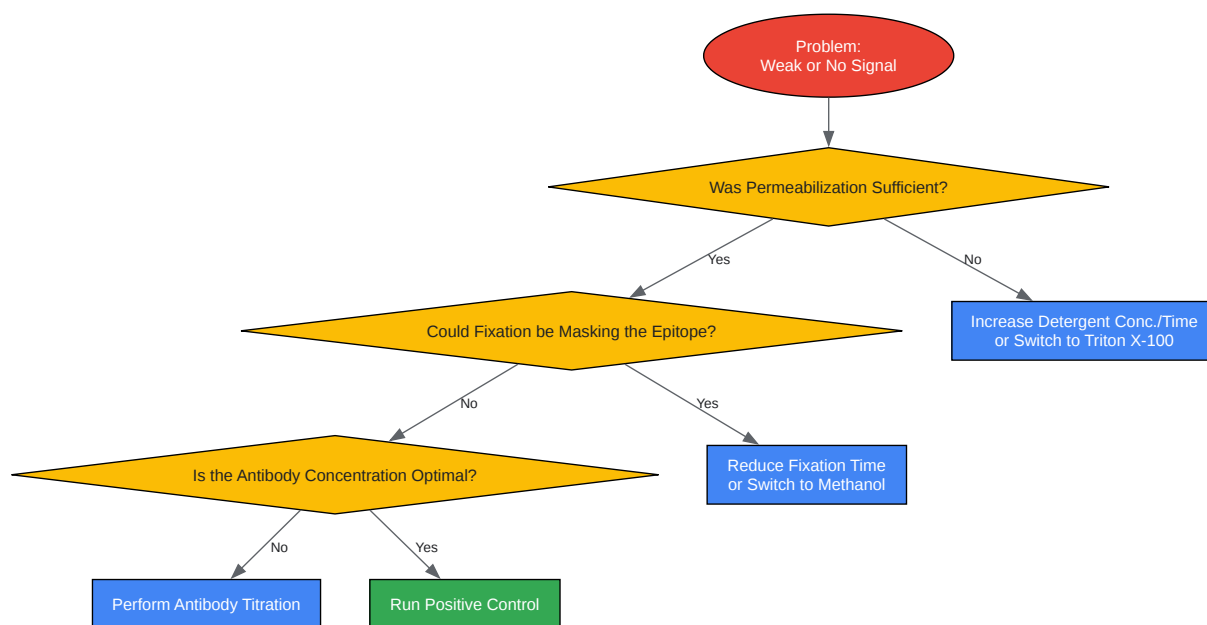 Problem:
Weak or No Signal
Was Permeabilization Sufficient?
Yes
No
Could Fixation be Masking the Epitope?
Increase Detergent Conc./Time
or Switch to Triton X-100
No
Yes
Is the Antibody Concentration Optimal?
Reduce Fixation Time
or Switch to Methanol
No
Yes
Perform Antibody Titration
Run Positive Control